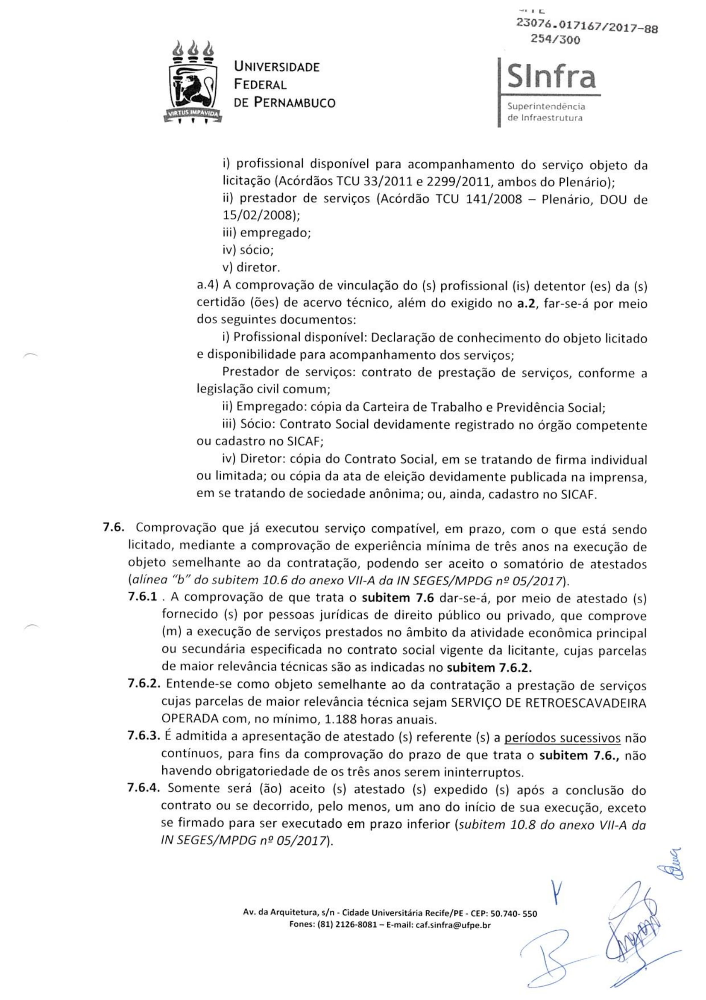 23076.017167/2017-88
254/300
UNIVERSIDADE
FEDERAL
DE PERNAMBUCO
VIRTUS IMPAVIDA
SInfra
Superintendência
de Infraestrutura
i) profissional disponível para acompanhamento do serviço objeto da
licitação (Acórdãos TCU 33/2011 e 2299/2011, ambos do Plenário);
ii) prestador de serviços (Acórdão TCU 141/2008 – Plenário, DOU de
15/02/2008);
iii) empregado;
iv) sócio;
v) diretor.
a.4) A comprovação de vinculação do (s) profissional (is) detentor (es) da (s)
certidão (ões) de acervo técnico, além do exigido no a.2, far-se-á por meio
dos seguintes documentos:
i) Profissional disponível: Declaração de conhecimento do objeto licitado
e disponibilidade para acompanhamento dos serviços;
Prestador de serviços: contrato de prestação de serviços, conforme a
legislação civil comum;
ii) Empregado: cópia da Carteira de Trabalho e Previdência Social;
iii) Sócio: Contrato Social devidamente registrado no órgão competente
ou cadastro no SICAF;
iv) Diretor: cópia do Contrato Social, em se tratando de firma individual
ou limitada; ou cópia da ata de eleição devidamente publicada na imprensa,
em se tratando de sociedade anônima; ou, ainda, cadastro no SICAF.
7.6. Comprovação que já executou serviço compatível, em prazo, com o que está sendo
licitado, mediante a comprovação de experiência mínima de três anos na execução de
objeto semelhante ao da contratação, podendo ser aceito o somatório de atestados
(alínea “b” do subitem 10.6 do anexo VII-A da IN SEGES/MPDG nº 05/2017).
7.6.1 . A comprovação de que trata o subitem 7.6 dar-se-á, por meio de atestado (s)
fornecido (s) por pessoas jurídicas de direito público ou privado, que comprove
(m) a execução de serviços prestados no âmbito da atividade econômica principal
ou secundária especificada no contrato social vigente da licitante, cujas parcelas
de maior relevância técnicas são as indicadas no subitem 7.6.2.
7.6.2. Entende-se como objeto semelhante ao da contratação a prestação de serviços
cujas parcelas de maior relevância técnica sejam SERVIÇO DE RETROESCAVADEIRA
OPERADA com, no mínimo, 1.188 horas anuais.
7.6.3. É admitida a apresentação de atestado (s) referente (s) a períodos sucessivos não
contínuos, para fins da comprovação do prazo de que trata o subitem 7.6., não
havendo obrigatoriedade de os três anos serem ininterruptos.
7.6.4. Somente será (ão) aceito (s) atestado (s) expedido (s) após a conclusão do
contrato ou se decorrido, pelo menos, um ano do início de sua execução, exceto
se firmado para ser executado em prazo inferior (subitem 10.8 do anexo VII-A da
IN SEGES/MPDG nº 05/2017).
Av. da Arquitetura, s/n - Cidade Universitária Recife/PE - CEP: 50.740- 550
Fones: (81) 2126-8081 – E-mail: caf.sinfra@ufpe.br